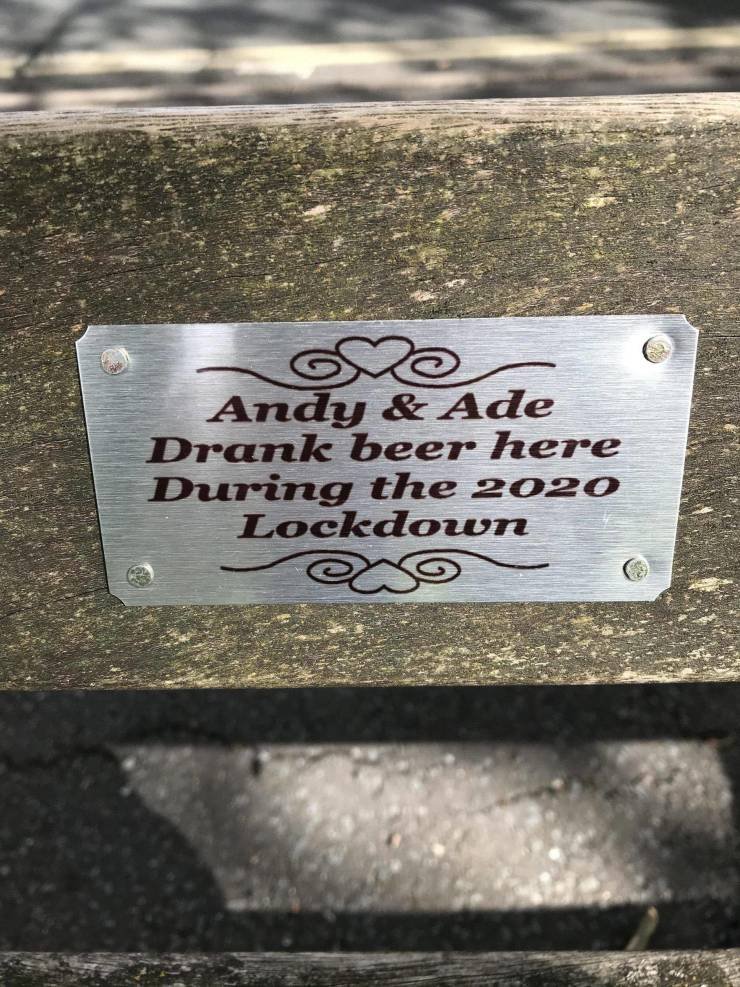 Andy & Ade
Drank beer here
During the 2020
Lockdown